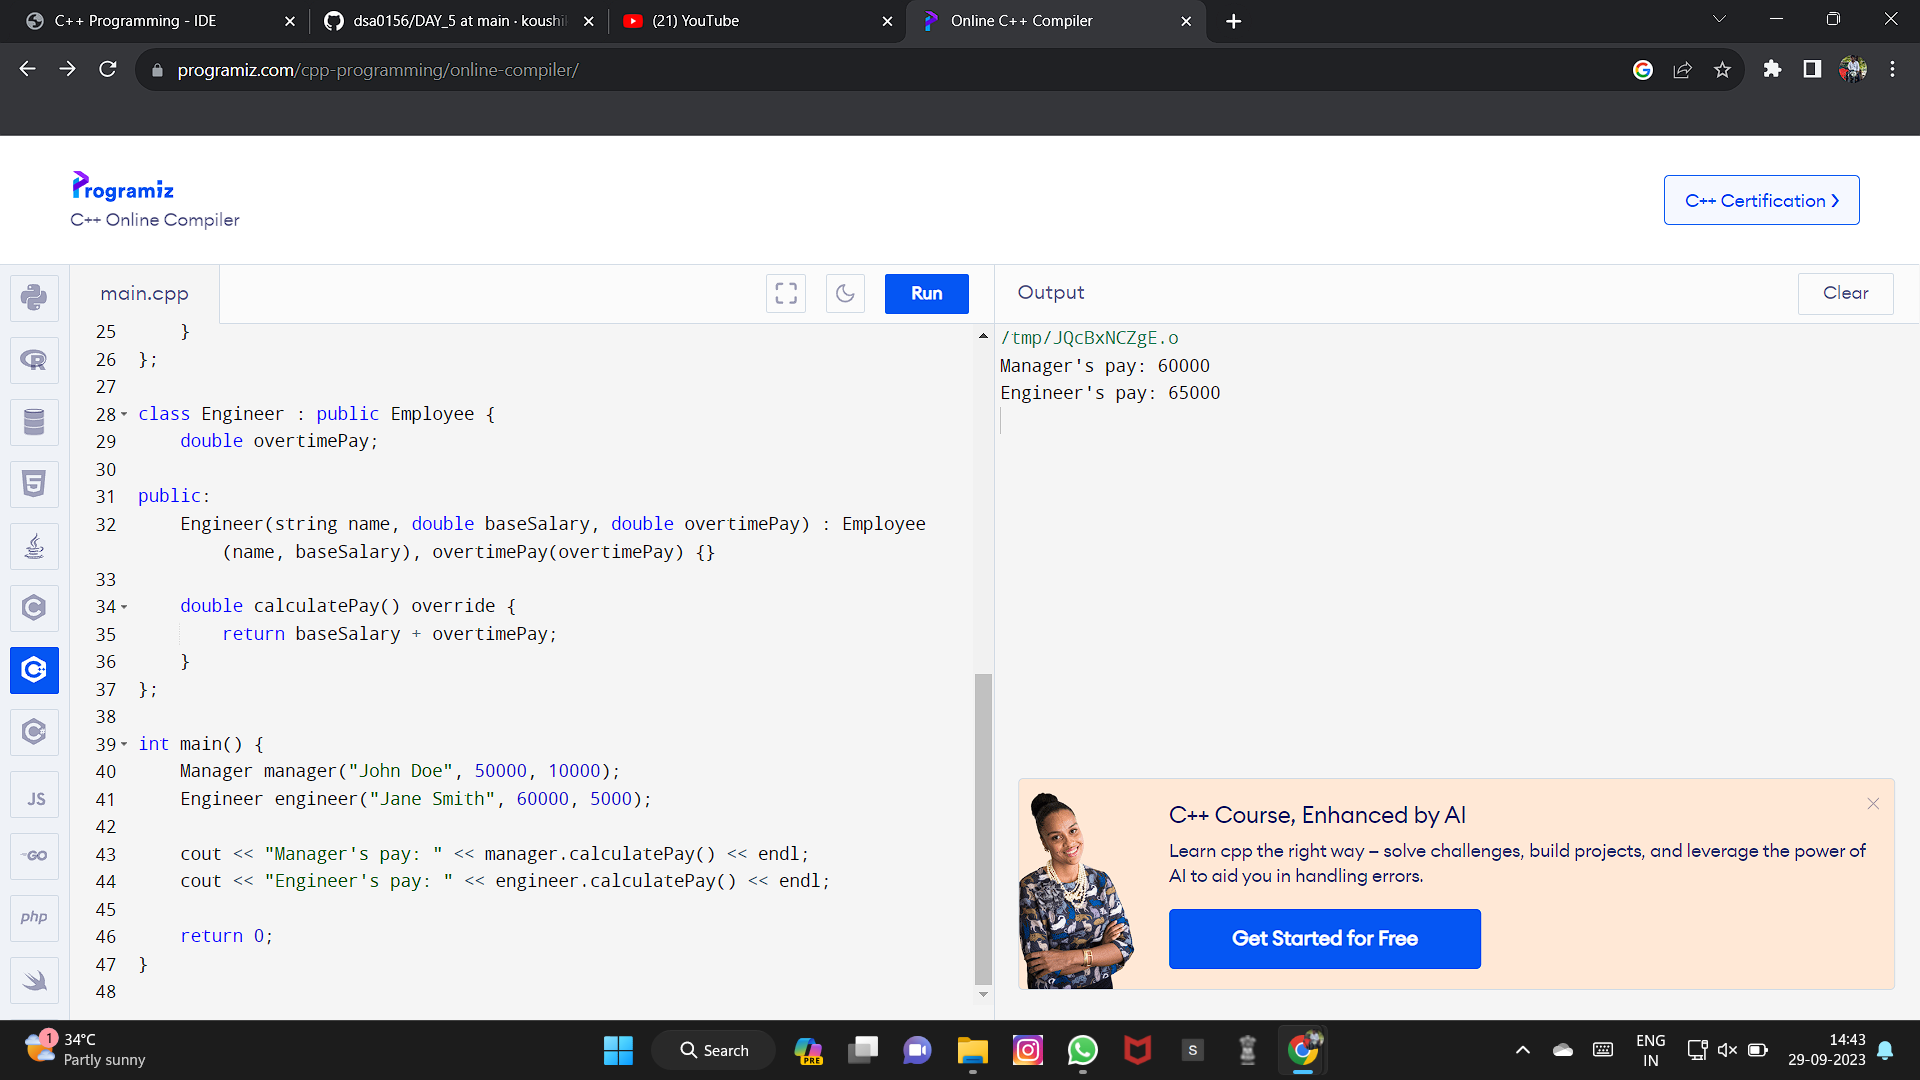 C++ Programming - IDE
dsa0156/DAY_5 at main · koushi
(21) YouTube
Online C++ Compiler
programiz.com/cpp-programming/online-compiler/
Programiz
C++ Online Compiler
C++ Certification ❯
main.cpp
Run
Output
Clear
25 }
26 };
27
28 class Engineer : public Employee {
29 double overtimePay;
30
31 public:
32 Engineer(string name, double baseSalary, double overtimePay) : Employee
(name, baseSalary), overtimePay(overtimePay) {}
33
34 double calculatePay() override {
35 return baseSalary + overtimePay;
36 }
37 };
38
39 int main() {
40 Manager manager("John Doe", 50000, 10000);
41 Engineer engineer("Jane Smith", 60000, 5000);
42
43 cout << "Manager's pay: " << manager.calculatePay() << endl;
44 cout << "Engineer's pay: " << engineer.calculatePay() << endl;
45
46 return 0;
47 }
48
/tmp/JQcBxNCZgE.o
Manager's pay: 60000
Engineer's pay: 65000
JS
GO
php
C++ Course, Enhanced by AI
Learn cpp the right way – solve challenges, build projects, and leverage the power of
AI to aid you in handling errors.
Get Started for Free
1
34°C
Partly sunny
Search
PRE
S
ENG
IN
14:43
29-09-2023